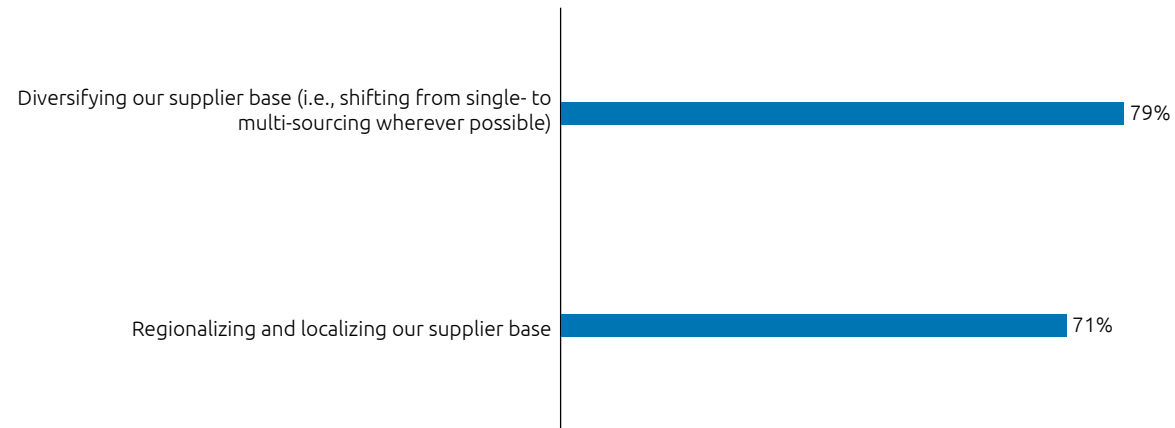 Diversifying our supplier base (i.e., shifting from single- to
multi-sourcing wherever possible)
79%
Regionalizing and localizing our supplier base
71%